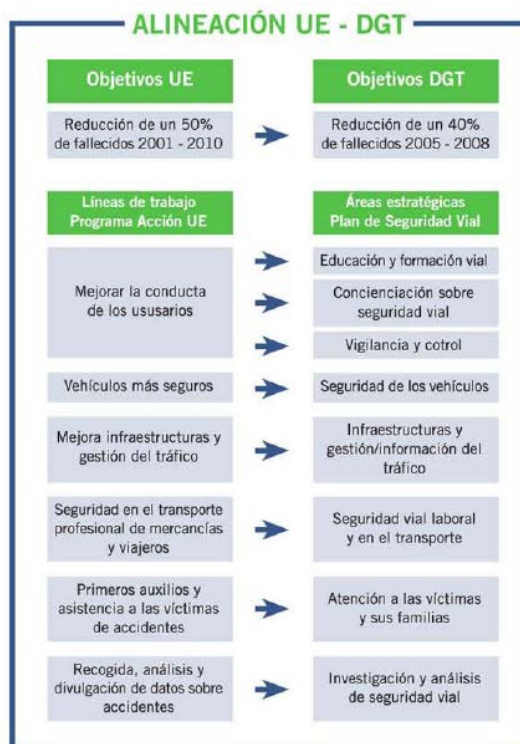 ALINEACIÓN UE - DGT
Objetivos UE
Objetivos DGT
Reducción de un 50%
de fallecidos 2001 - 2010
Reducción de un 40%
de fallecidos 2005 - 2008
Líneas de trabajo
Programa Acción UE
Áreas estratégicas
Plan de Seguridad Vial
Mejorar la conducta
de los ususarios
Educación y formación vial
Concienciación sobre
seguridad vial
Vigilancia y cotrol
Vehículos más seguros
Seguridad de los vehículos
Mejora infraestructuras y
gestión del tráfico
Infraestructuras y
gestión/información del
tráfico
Seguridad en el transporte
profesional de mercancías
y viajeros
Seguridad vial laboral
y en el transporte
Primeros auxilios y
asistencia a las víctimas
de accidentes
Atención a las víctimas
y sus familias
Recogida, análisis y
divulgación de datos sobre
accidentes
Investigación y análisis
de seguridad vial